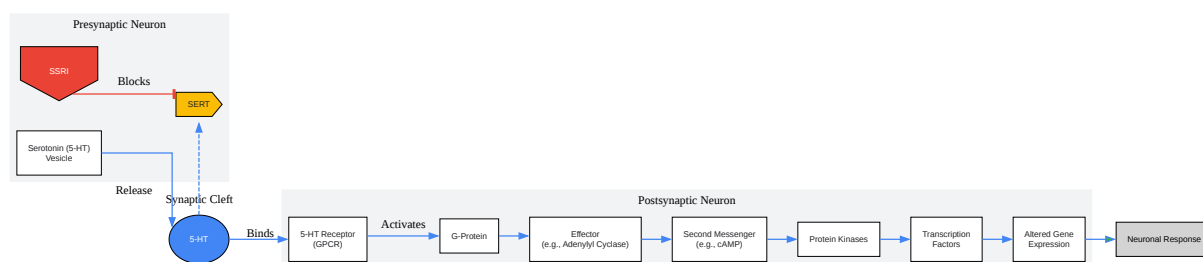 Presynaptic Neuron
SSRI
Blocks
SERT
Serotonin (5-HT)
Vesicle
Release
Synaptic Cleft
5-HT
Binds
Postsynaptic Neuron
5-HT Receptor
(GPCR)
Activates
G-Protein
Effector
(e.g., Adenylyl Cyclase)
Second Messenger
(e.g., cAMP)
Protein Kinases
Transcription
Factors
Altered Gene
Expression
Neuronal Response